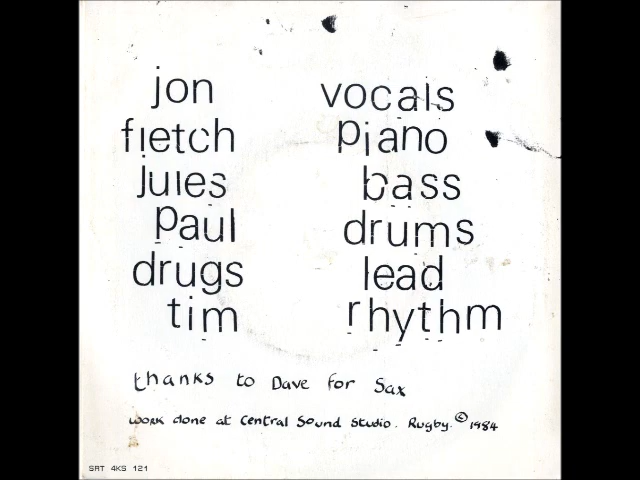 jon vocals
fletch piano
jules bass
paul drums
drugs lead
tim rhythm
thanks to Dave for Sax
work done at Central Sound Studio. Rugby. © 1984
SRT 4KS 121